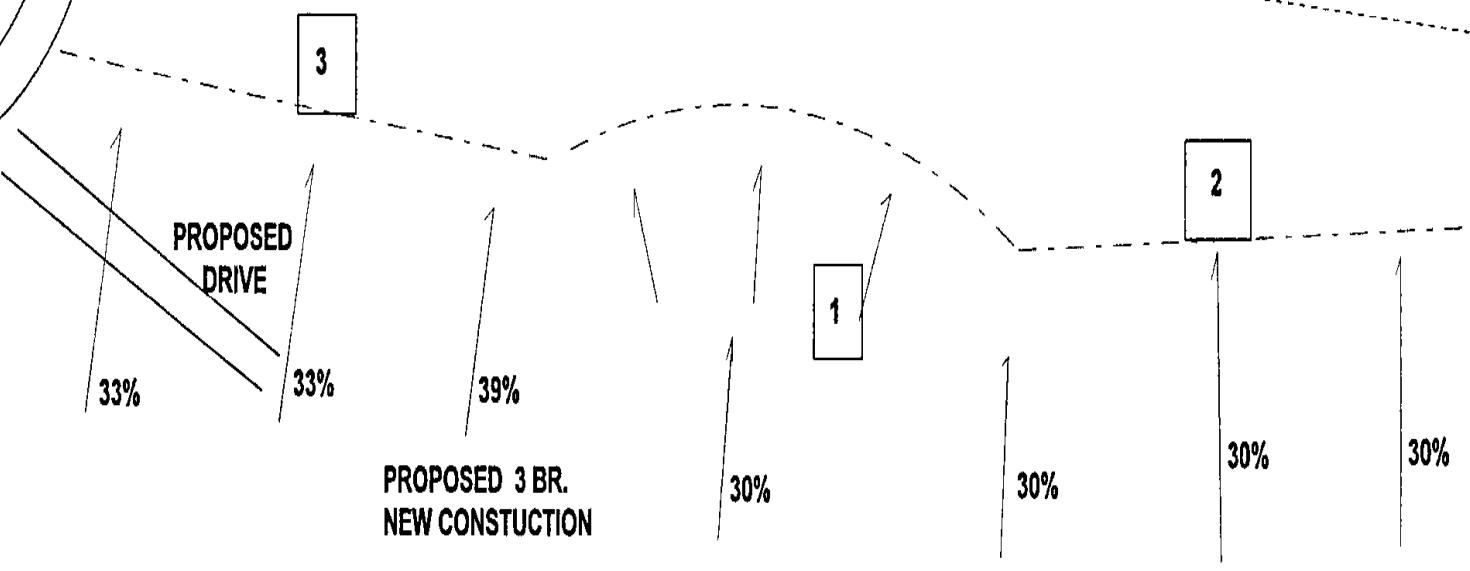 3
2
PROPOSED
DRIVE
1
33%
33%
39%
PROPOSED 3 BR.
NEW CONSTUCTION
30%
30%
30%
30%